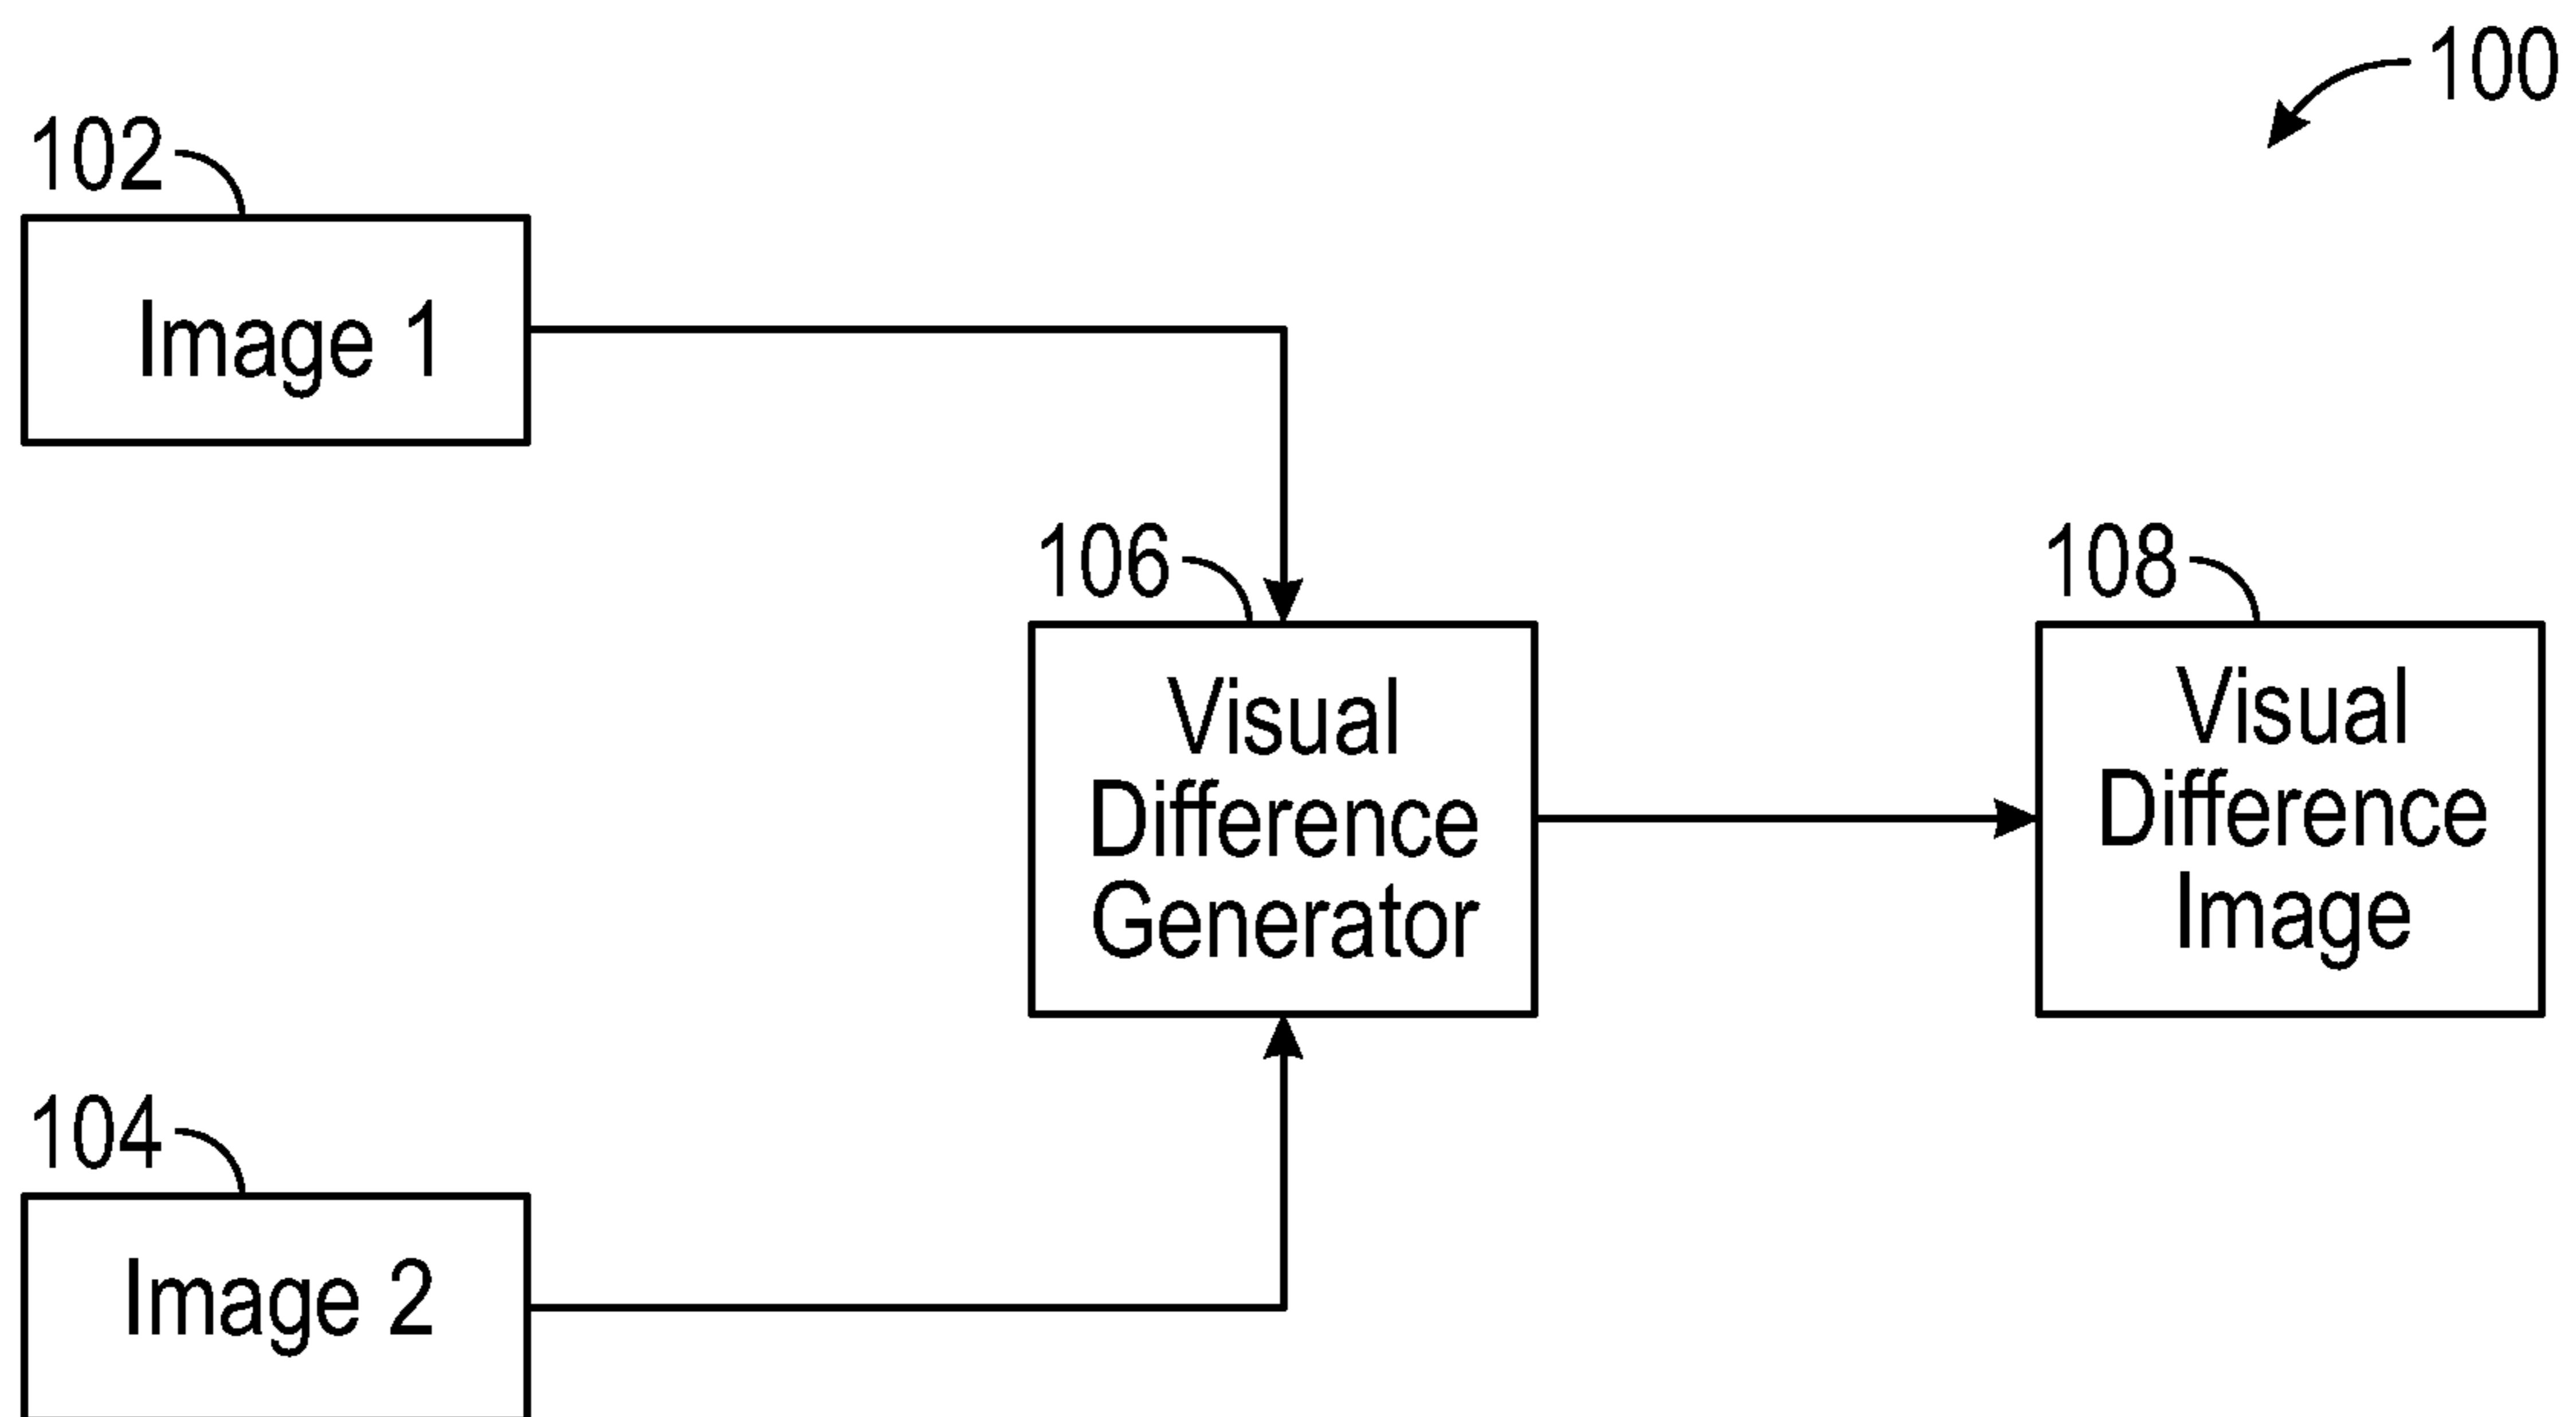 100
102
Image 1
106
Visual
Difference
Generator
108
Visual
Difference
Image
104
Image 2